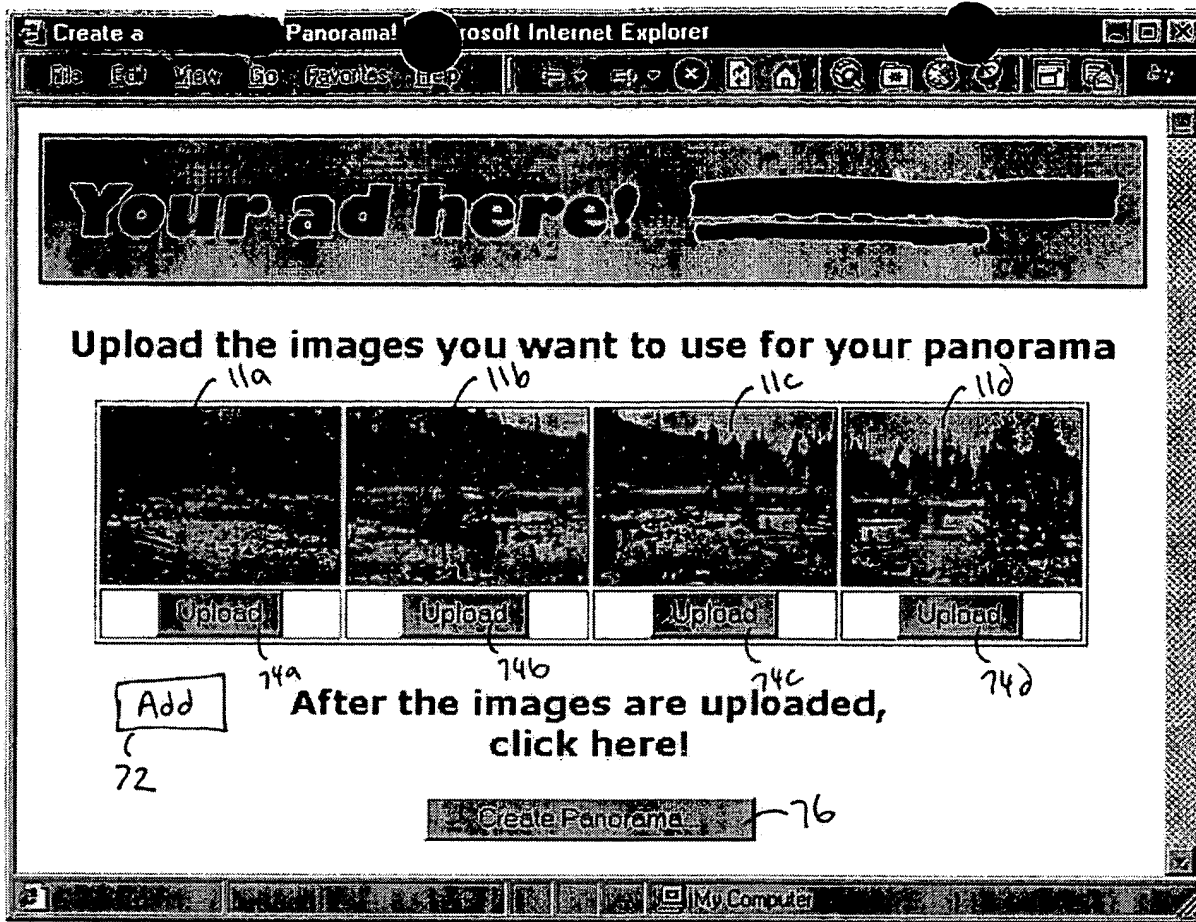 Create a Panorama! rosoft Internet Explorer
File Edit View Go Favorites
Your ad here!
Upload the images you want to use for your panorama
11a 11b 11c 11d
Upload Upload Upload Upload
74a 74b 74c 74d
Add
After the images are uploaded,
click here!
72
Create Panorama...
76
My Computer